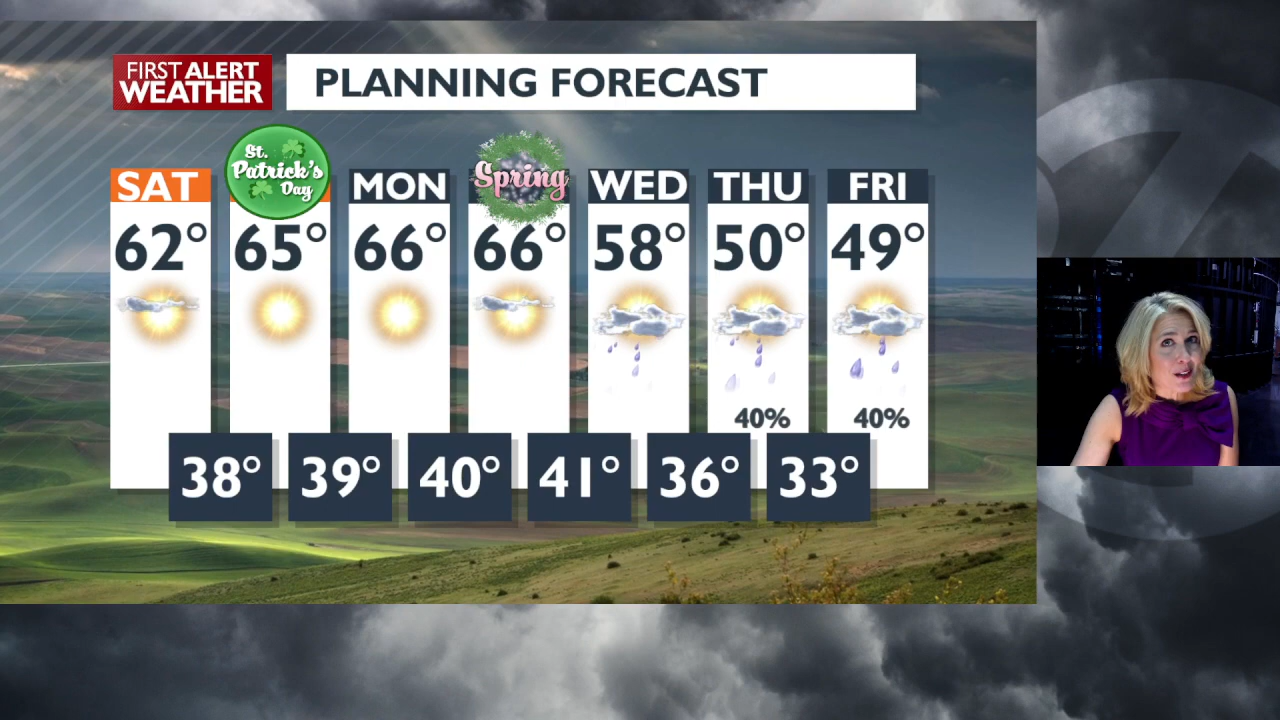 FIRST ALERT
WEATHER
PLANNING FORECAST
SAT
St.
Patrick's
Day
MON
Spring
WED
THU
FRI
62° 65° 66° 66° 58° 50° 49°
40% 40%
38° 39° 40° 41° 36° 33°